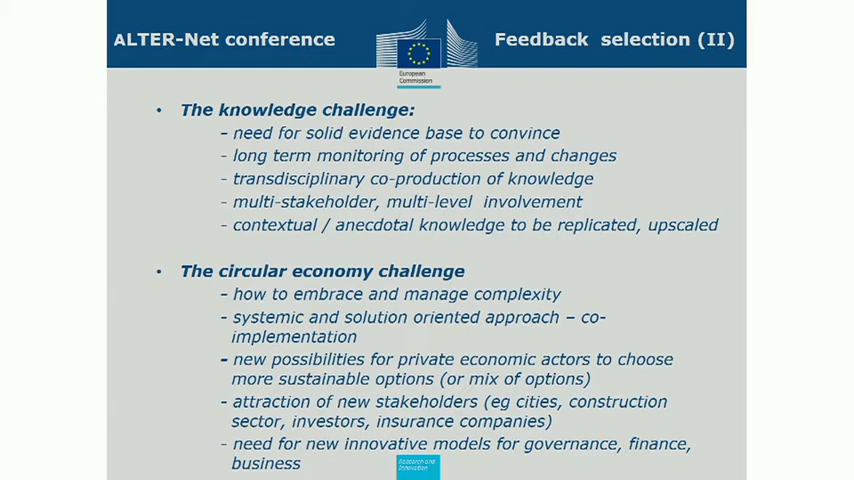 ALTER-Net conference
Feedback selection (II)
European
Commission
• The knowledge challenge:
- need for solid evidence base to convince
- long term monitoring of processes and changes
- transdisciplinary co-production of knowledge
- multi-stakeholder, multi-level involvement
- contextual / anecdotal knowledge to be replicated, upscaled
• The circular economy challenge
- how to embrace and manage complexity
- systemic and solution oriented approach – co-
implementation
- new possibilities for private economic actors to choose
more sustainable options (or mix of options)
- attraction of new stakeholders (eg cities, construction
sector, investors, insurance companies)
- need for new innovative models for governance, finance,
business
Research and
Innovation